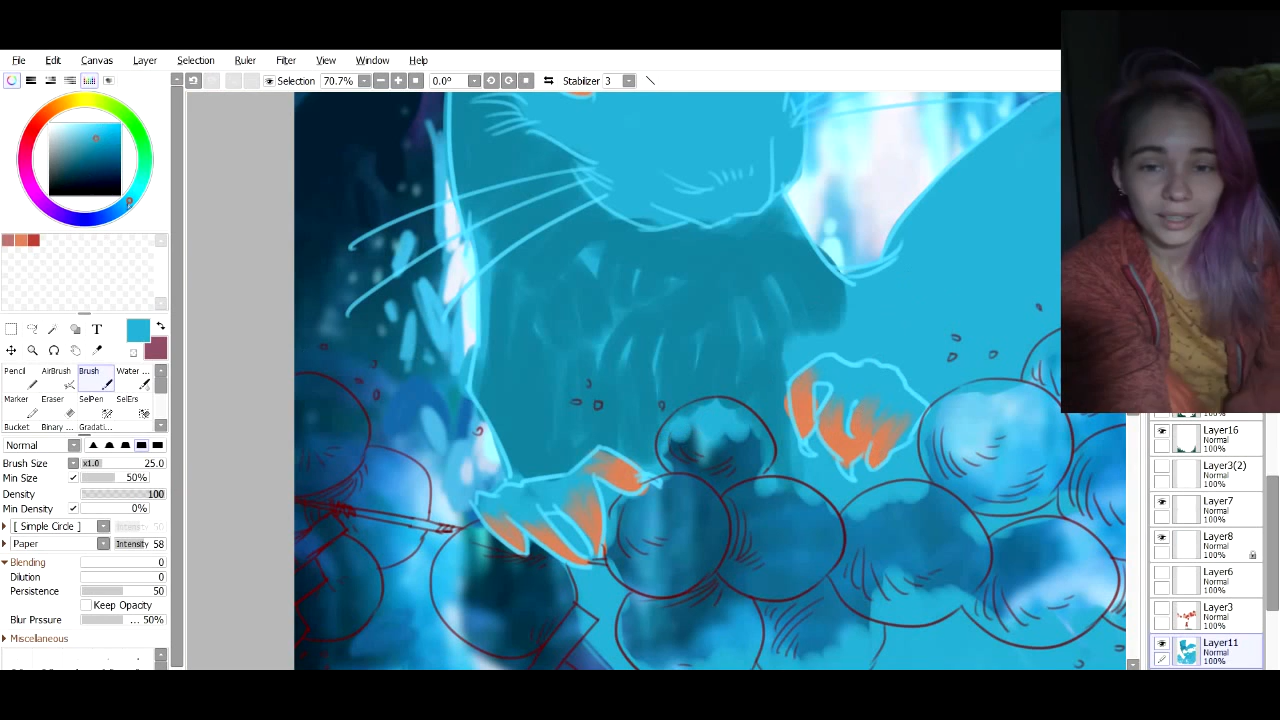 File Edit Canvas Layer Selection Ruler Filter View Window Help
Selection 70.7% 0.0° Stabilizer 3
T
Pencil AirBrush Brush Water ...
Marker Eraser SelPen SelErs
Bucket Binary ... Gradati...
Normal
Brush Size x1.0 25.0
Min Size 50%
Density 100
Min Density 0%
[ Simple Circle ] Intensity
Paper Intensity 58
Blending 0
Dilution 0
Persistence 50
Keep Opacity
Blur Prssure ... 50%
Miscellaneous
100%
Layer16
Normal
100%
Layer3(2)
Normal
100%
Layer7
Normal
100%
Layer8
Normal
100%
Layer6
Normal
100%
Layer3
Normal
100%
Layer11
Normal
100%